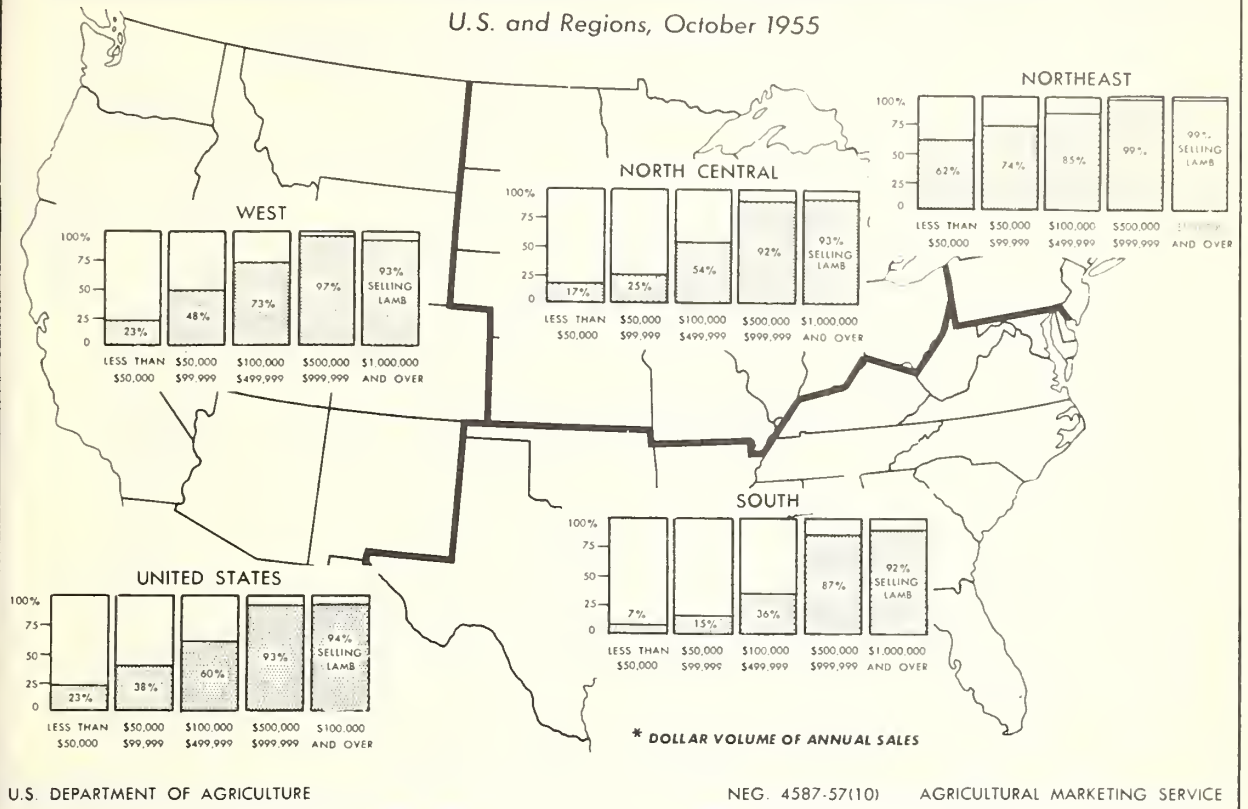 U.S. and Regions, October 1955
NORTHEAST
100%
75
50
25
0
62%
74%
85%
99%
99%
SELLING
LAMB
LESS THAN $50,000 $100,000 $500,000
$50,000 $99,999 $499,999 $999,999 AND OVER
NORTH CENTRAL
100%
75
50
25
0
17%
25%
54%
92%
93%
SELLING
LAMB
LESS THAN $50,000 $100,000 $500,000 $1,000,000
$50,000 $99,999 $499,999 $999,999 AND OVER
WEST
100%
75
50
25
0
23%
48%
73%
97%
93%
SELLING
LAMB
LESS THAN $50,000 $100,000 $500,000 $1,000,000
$50,000 $99,999 $499,999 $999,999 AND OVER
SOUTH
100%
75
50
25
0
7%
15%
36%
87%
92%
SELLING
LAMB
LESS THAN $50,000 $100,000 $500,000 $1,000,000
$50,000 $99,999 $499,999 $999,999 AND OVER
UNITED STATES
100%
75
50
25
0
23%
38%
60%
93%
94%
SELLING
LAMB
LESS THAN $50,000 $100,000 $500,000 $100,000
$50,000 $99,999 $499,999 $999,999 AND OVER
* DOLLAR VOLUME OF ANNUAL SALES
U.S. DEPARTMENT OF AGRICULTURE NEG. 4587-57(10) AGRICULTURAL MARKETING SERVICE